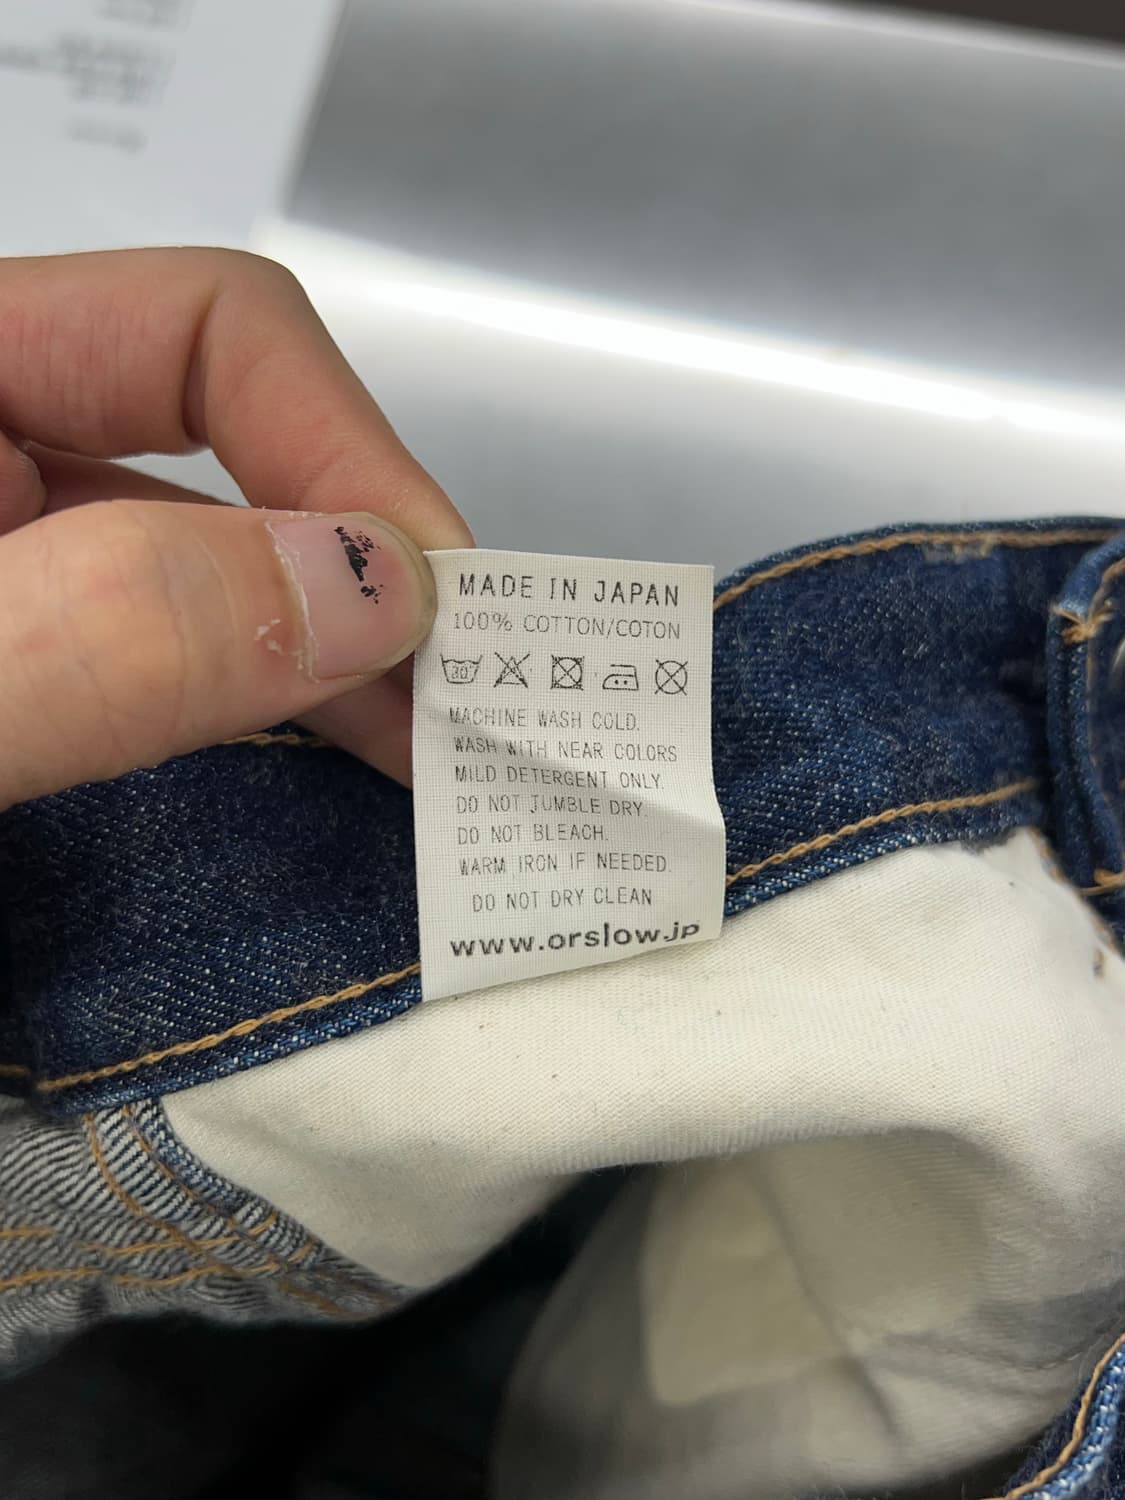 MADE IN JAPAN
100% COTTON/COTON
30
MACHINE WASH COLD.
WASH WITH NEAR COLORS
MILD DETERGENT ONLY.
DO NOT JUMBLE DRY.
DO NOT BLEACH.
WARM IRON IF NEEDED.
DO NOT DRY CLEAN
www.orslow.jp